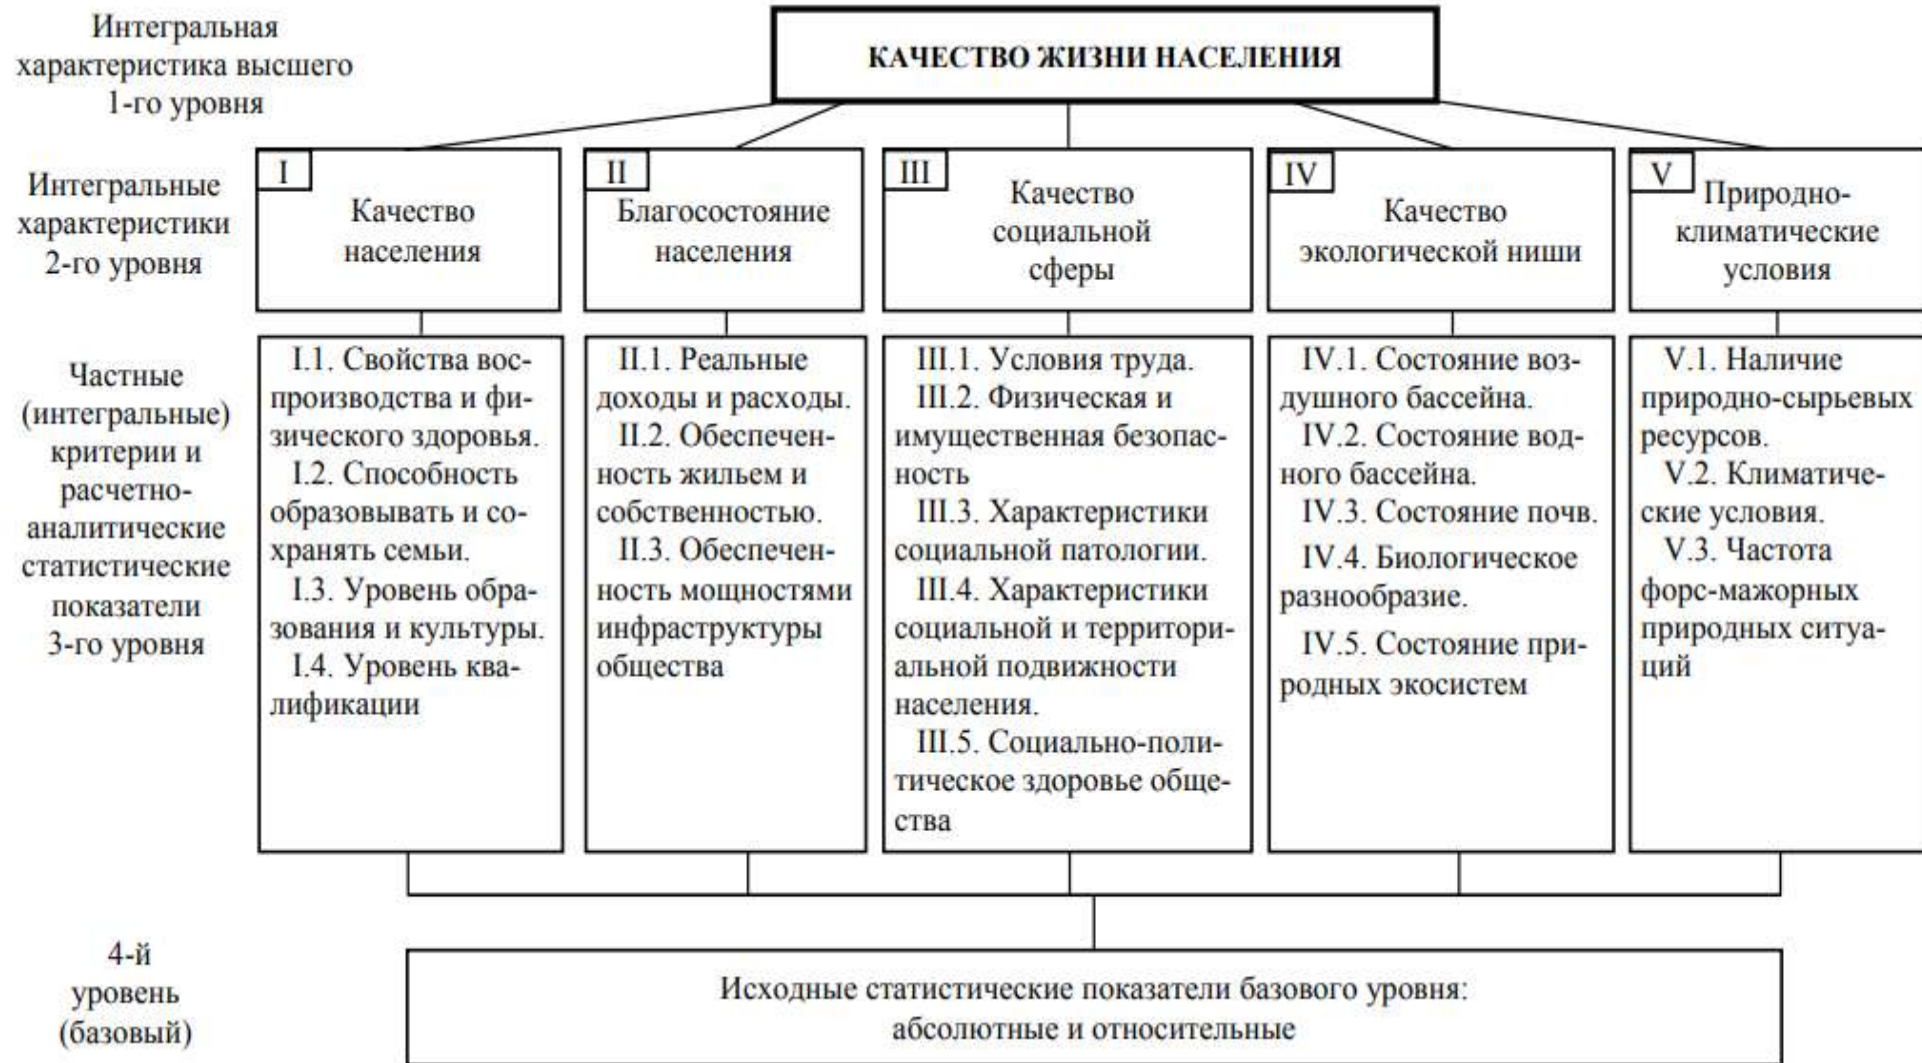 Интегральная
характеристика высшего
1-го уровня
КАЧЕСТВО ЖИЗНИ НАСЕЛЕНИЯ
Интегральные
характеристики
2-го уровня
I
Качество
населения
II
Благосостояние
населения
III
Качество
социальной
сферы
IV
Качество
экологической ниши
V
Природно-
климатические
условия
Частные
(интегральные)
критерии и
расчетно-
аналитические
статистические
показатели
3-го уровня
I.1. Свойства вос-
производства и фи-
зического здоровья.
I.2. Способность
образовывать и со-
хранять семьи.
I.3. Уровень обра-
зования и культуры.
I.4. Уровень ква-
лификации
II.1. Реальные
доходы и расходы.
II.2. Обеспечен-
ность жильем и
собственностью.
II.3. Обеспечен-
ность мощностями
инфраструктуры
общества
III.1. Условия труда.
III.2. Физическая и
имущественная безопас-
ность
III.3. Характеристики
социальной патологии.
III.4. Характеристики
социальной и территори-
альной подвижности
населения.
III.5. Социально-поли-
тическое здоровье обще-
ства
IV.1. Состояние воз-
душного бассейна.
IV.2. Состояние вод-
ного бассейна.
IV.3. Состояние почв.
IV.4. Биологическое
разнообразие.
IV.5. Состояние при-
родных экосистем
V.1. Наличие
природно-сырьевых
ресурсов.
V.2. Климатиче-
ские условия.
V.3. Частота
форс-мажорных
природных ситуа-
ций
4-й
уровень
(базовый)
Исходные статистические показатели базового уровня:
абсолютные и относительные